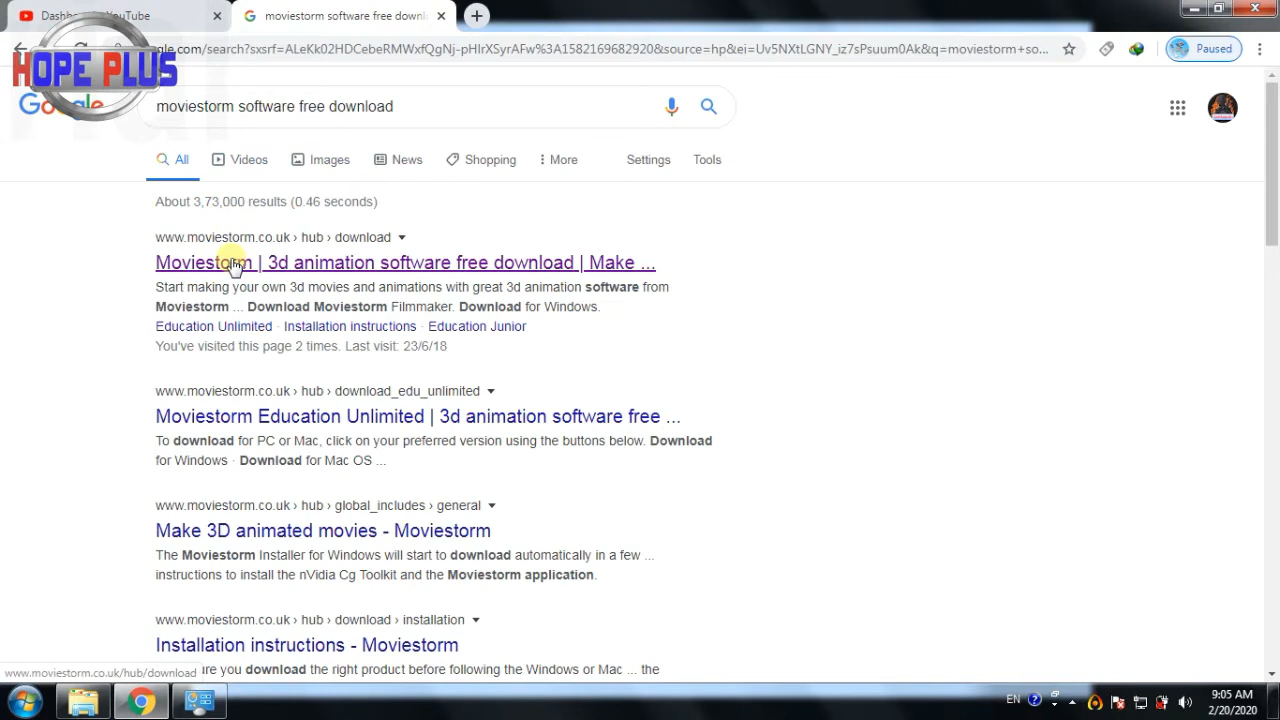 Dashb YouTube
moviestorm software free downl
HOPE PLUS
gle.com/search?sxsrf=ALeKk02HDCebeRMWxfQgNj-pHIrXSyrAFw%3A1582169682920&source=hp&ei=Uv5NXtLGNY_iz7sPsuum0Ak&q=moviestorm+so...
Paused
Google
moviestorm software free download
All
Videos
Images
News
Shopping
More
Settings
Tools
About 3,73,000 results (0.46 seconds)
www.moviestorm.co.uk › hub › download
Moviestorm | 3d animation software free download | Make ...
Start making your own 3d movies and animations with great 3d animation software from
Moviestorm ... Download Moviestorm Filmmaker. Download for Windows.
Education Unlimited · Installation instructions · Education Junior
You've visited this page 2 times. Last visit: 23/6/18
www.moviestorm.co.uk › hub › download_edu_unlimited
Moviestorm Education Unlimited | 3d animation software free ...
To download for PC or Mac, click on your preferred version using the buttons below. Download
for Windows · Download for Mac OS ...
www.moviestorm.co.uk › hub › global_includes › general
Make 3D animated movies - Moviestorm
The Moviestorm Installer for Windows will start to download automatically in a few ...
instructions to install the nVidia Cg Toolkit and the Moviestorm application.
www.moviestorm.co.uk › hub › download › installation
Installation instructions - Moviestorm
www.moviestorm.co.uk/hub/download
ure you download the right product before following the Windows or Mac ... the
EN
9:05 AM
2/20/2020